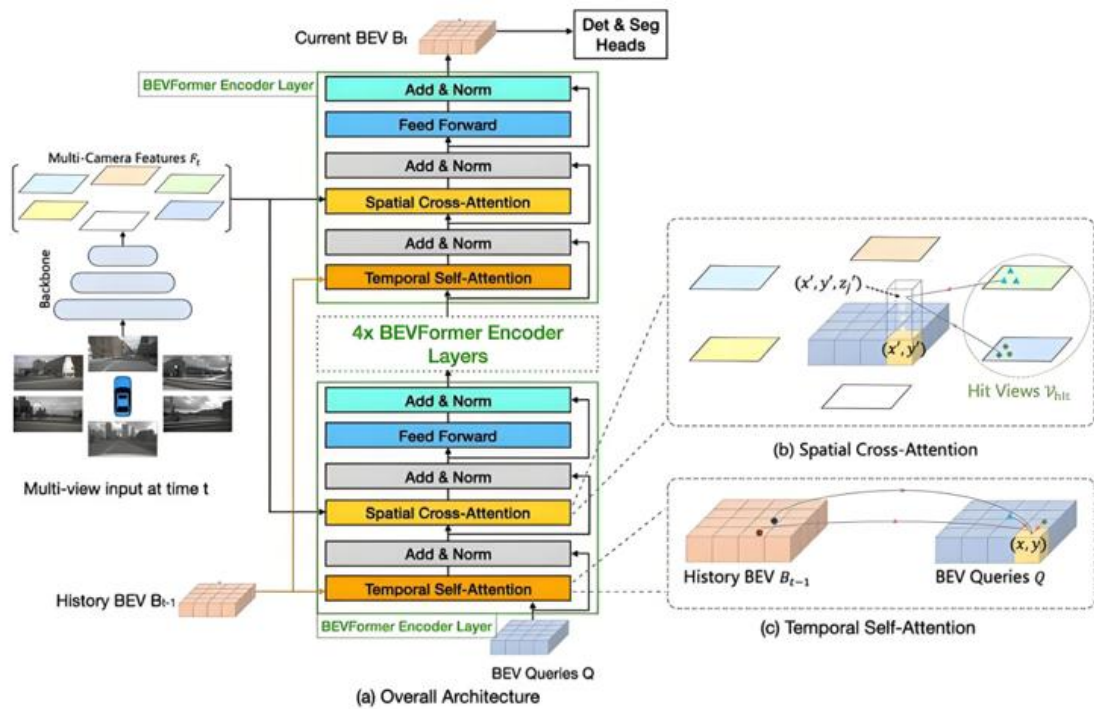 Current BEV Bt
Det & Seg
Heads
BEVFormer Encoder Layer
Add & Norm
Feed Forward
Multi-Camera Features Ft
Add & Norm
Spatial Cross-Attention
Add & Norm
Temporal Self-Attention
Backbone
4x BEVFormer Encoder
Layers
Add & Norm
Feed Forward
Multi-view input at time t
Add & Norm
Spatial Cross-Attention
Add & Norm
History BEV Bt-1
Temporal Self-Attention
BEVFormer Encoder Layer
BEV Queries Q
(a) Overall Architecture
(x′, y′, zj′)
(x′, y′)
Hit Views 𝒱hit
(b) Spatial Cross-Attention
(x, y)
History BEV Bt−1
BEV Queries Q
(c) Temporal Self-Attention